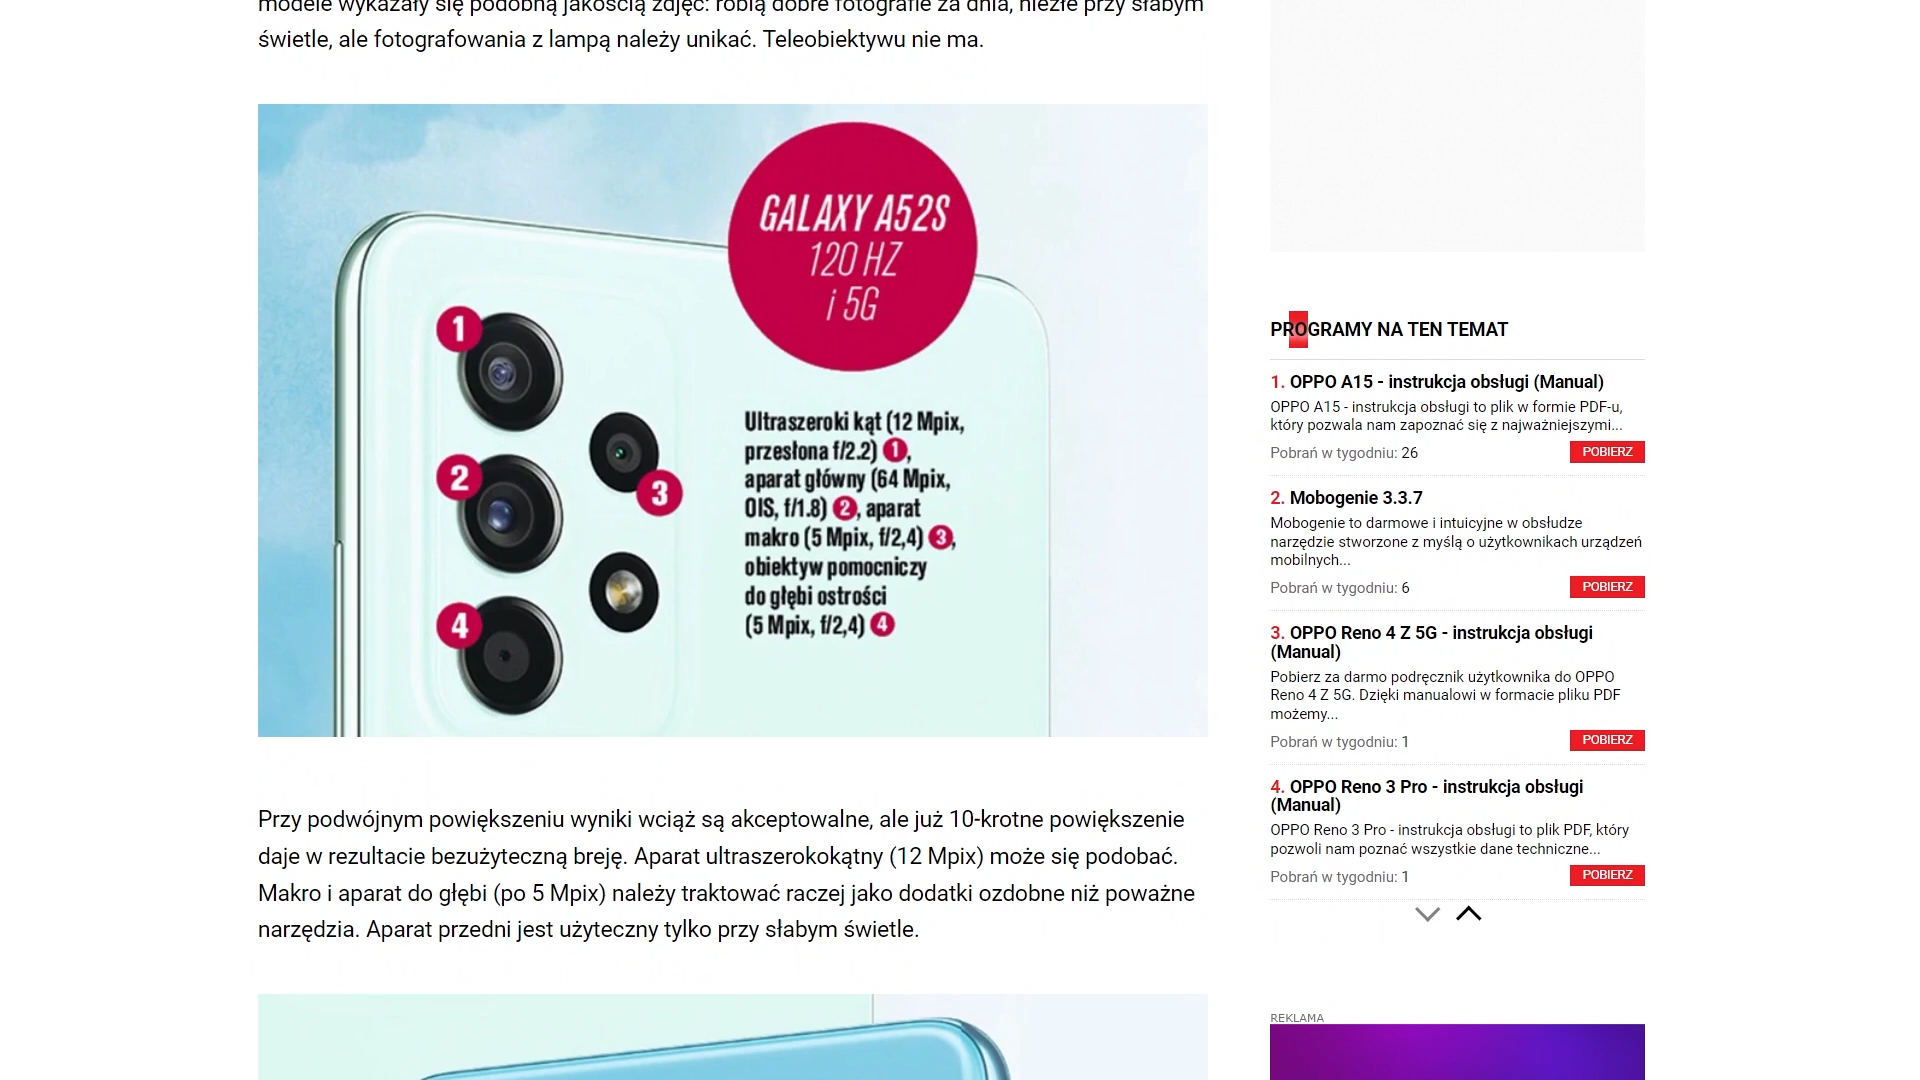 modele wykazały się podobną jakością zdjęć: robią dobre fotografie za dnia, niezłe przy słabym
świetle, ale fotografowania z lampą należy unikać. Teleobiektywu nie ma.
GALAXY A52S
120 HZ
i 5G
1
2
3
4
Ultraszeroki kąt (12 Mpix,
przesłona f/2.2) 1,
aparat główny (64 Mpix,
OIS, f/1.8) 2, aparat
makro (5 Mpix, f/2,4) 3,
obiektyw pomocniczy
do głębi ostrości
(5 Mpix, f/2,4) 4
Przy podwójnym powiększeniu wyniki wciąż są akceptowalne, ale już 10-krotne powiększenie
daje w rezultacie bezużyteczną breję. Aparat ultraszerokokątny (12 Mpix) może się podobać.
Makro i aparat do głębi (po 5 Mpix) należy traktować raczej jako dodatki ozdobne niż poważne
narzędzia. Aparat przedni jest użyteczny tylko przy słabym świetle.
PROGRAMY NA TEN TEMAT
1. OPPO A15 - instrukcja obsługi (Manual)
OPPO A15 - instrukcja obsługi to plik w formie PDF-u,
który pozwala nam zapoznać się z najważniejszymi...
Pobrań w tygodniu: 26
POBIERZ
2. Mobogenie 3.3.7
Mobogenie to darmowe i intuicyjne w obsłudze
narzędzie stworzone z myślą o użytkownikach urządzeń
mobilnych...
Pobrań w tygodniu: 6
POBIERZ
3. OPPO Reno 4 Z 5G - instrukcja obsługi
(Manual)
Pobierz za darmo podręcznik użytkownika do OPPO
Reno 4 Z 5G. Dzięki manualowi w formacie pliku PDF
możemy...
Pobrań w tygodniu: 1
POBIERZ
4. OPPO Reno 3 Pro - instrukcja obsługi
(Manual)
OPPO Reno 3 Pro - instrukcja obsługi to plik PDF, który
pozwoli nam poznać wszystkie dane techniczne...
Pobrań w tygodniu: 1
POBIERZ
REKLAMA